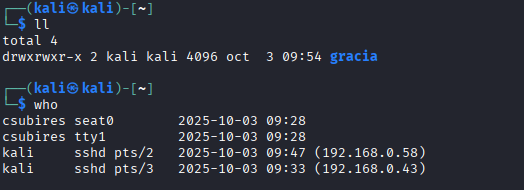 ┌──(kali㉿kali)-[~]
└─$ ll
total 4
drwxrwxr-x 2 kali kali 4096 oct  3 09:54 gracia

┌──(kali㉿kali)-[~]
└─$ who
csubires seat0        2025-10-03 09:28
csubires tty1         2025-10-03 09:28
kali     sshd pts/2   2025-10-03 09:47 (192.168.0.58)
kali     sshd pts/3   2025-10-03 09:33 (192.168.0.43)